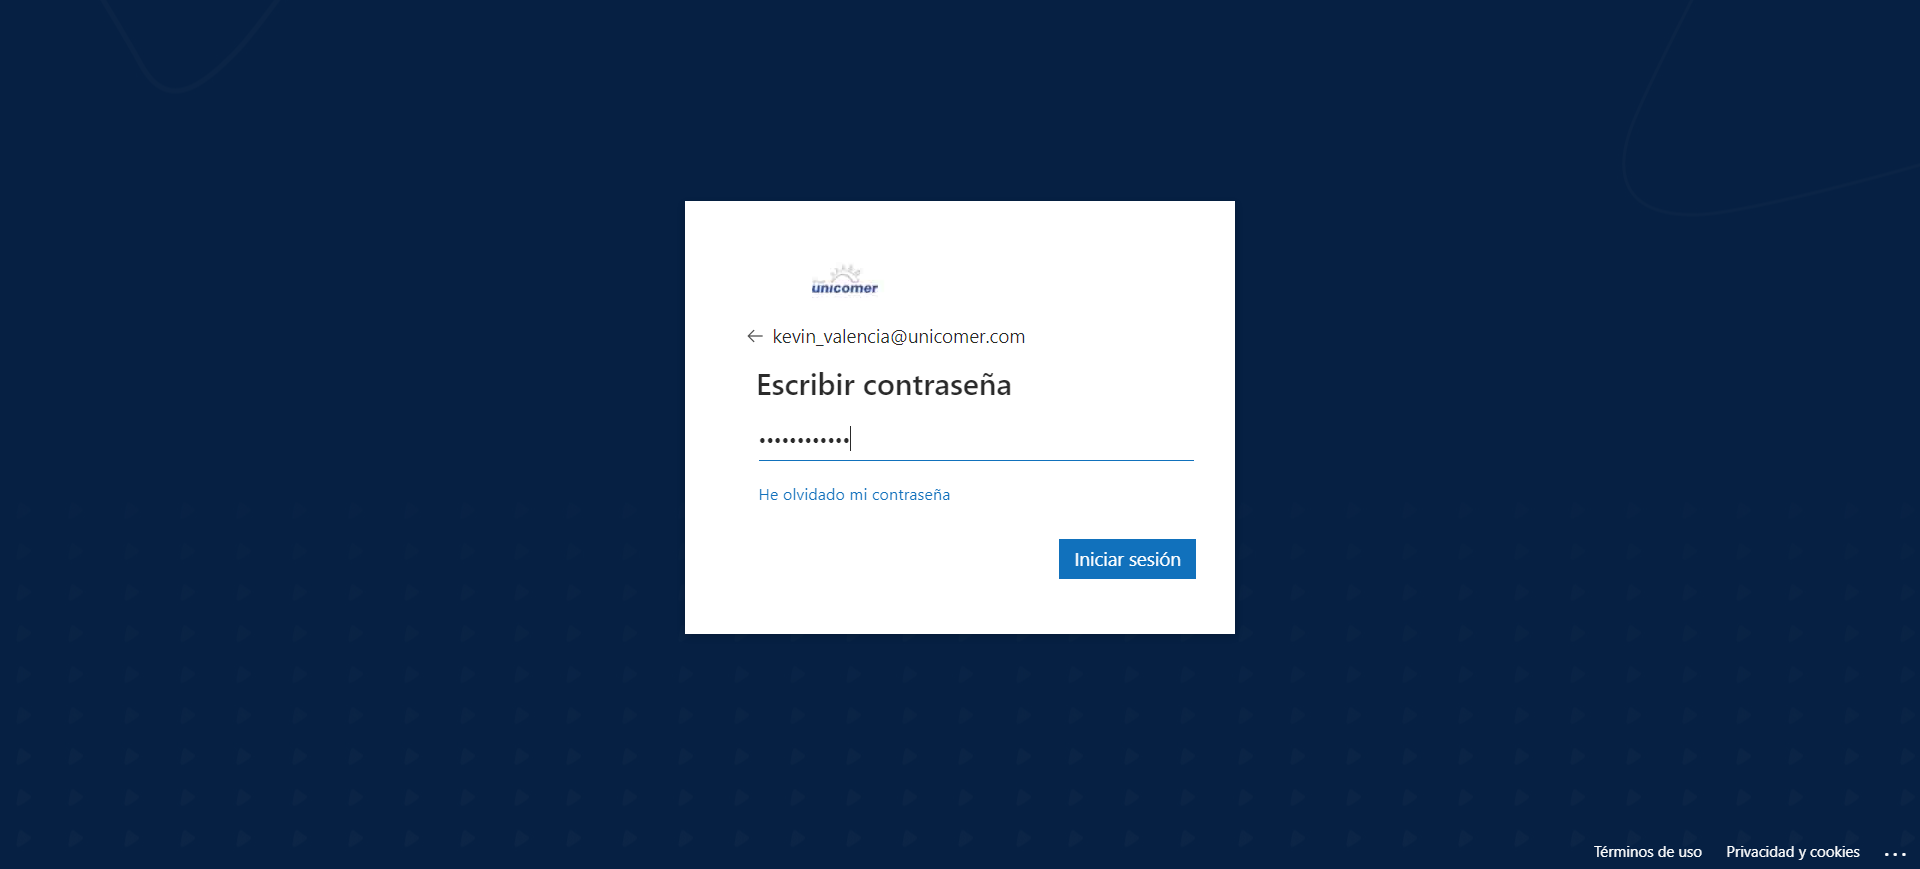 unicomer
kevin_valencia@unicomer.com
Escribir contraseña
••••••••••••
He olvidado mi contraseña
Iniciar sesión
Términos de uso Privacidad y cookies ...